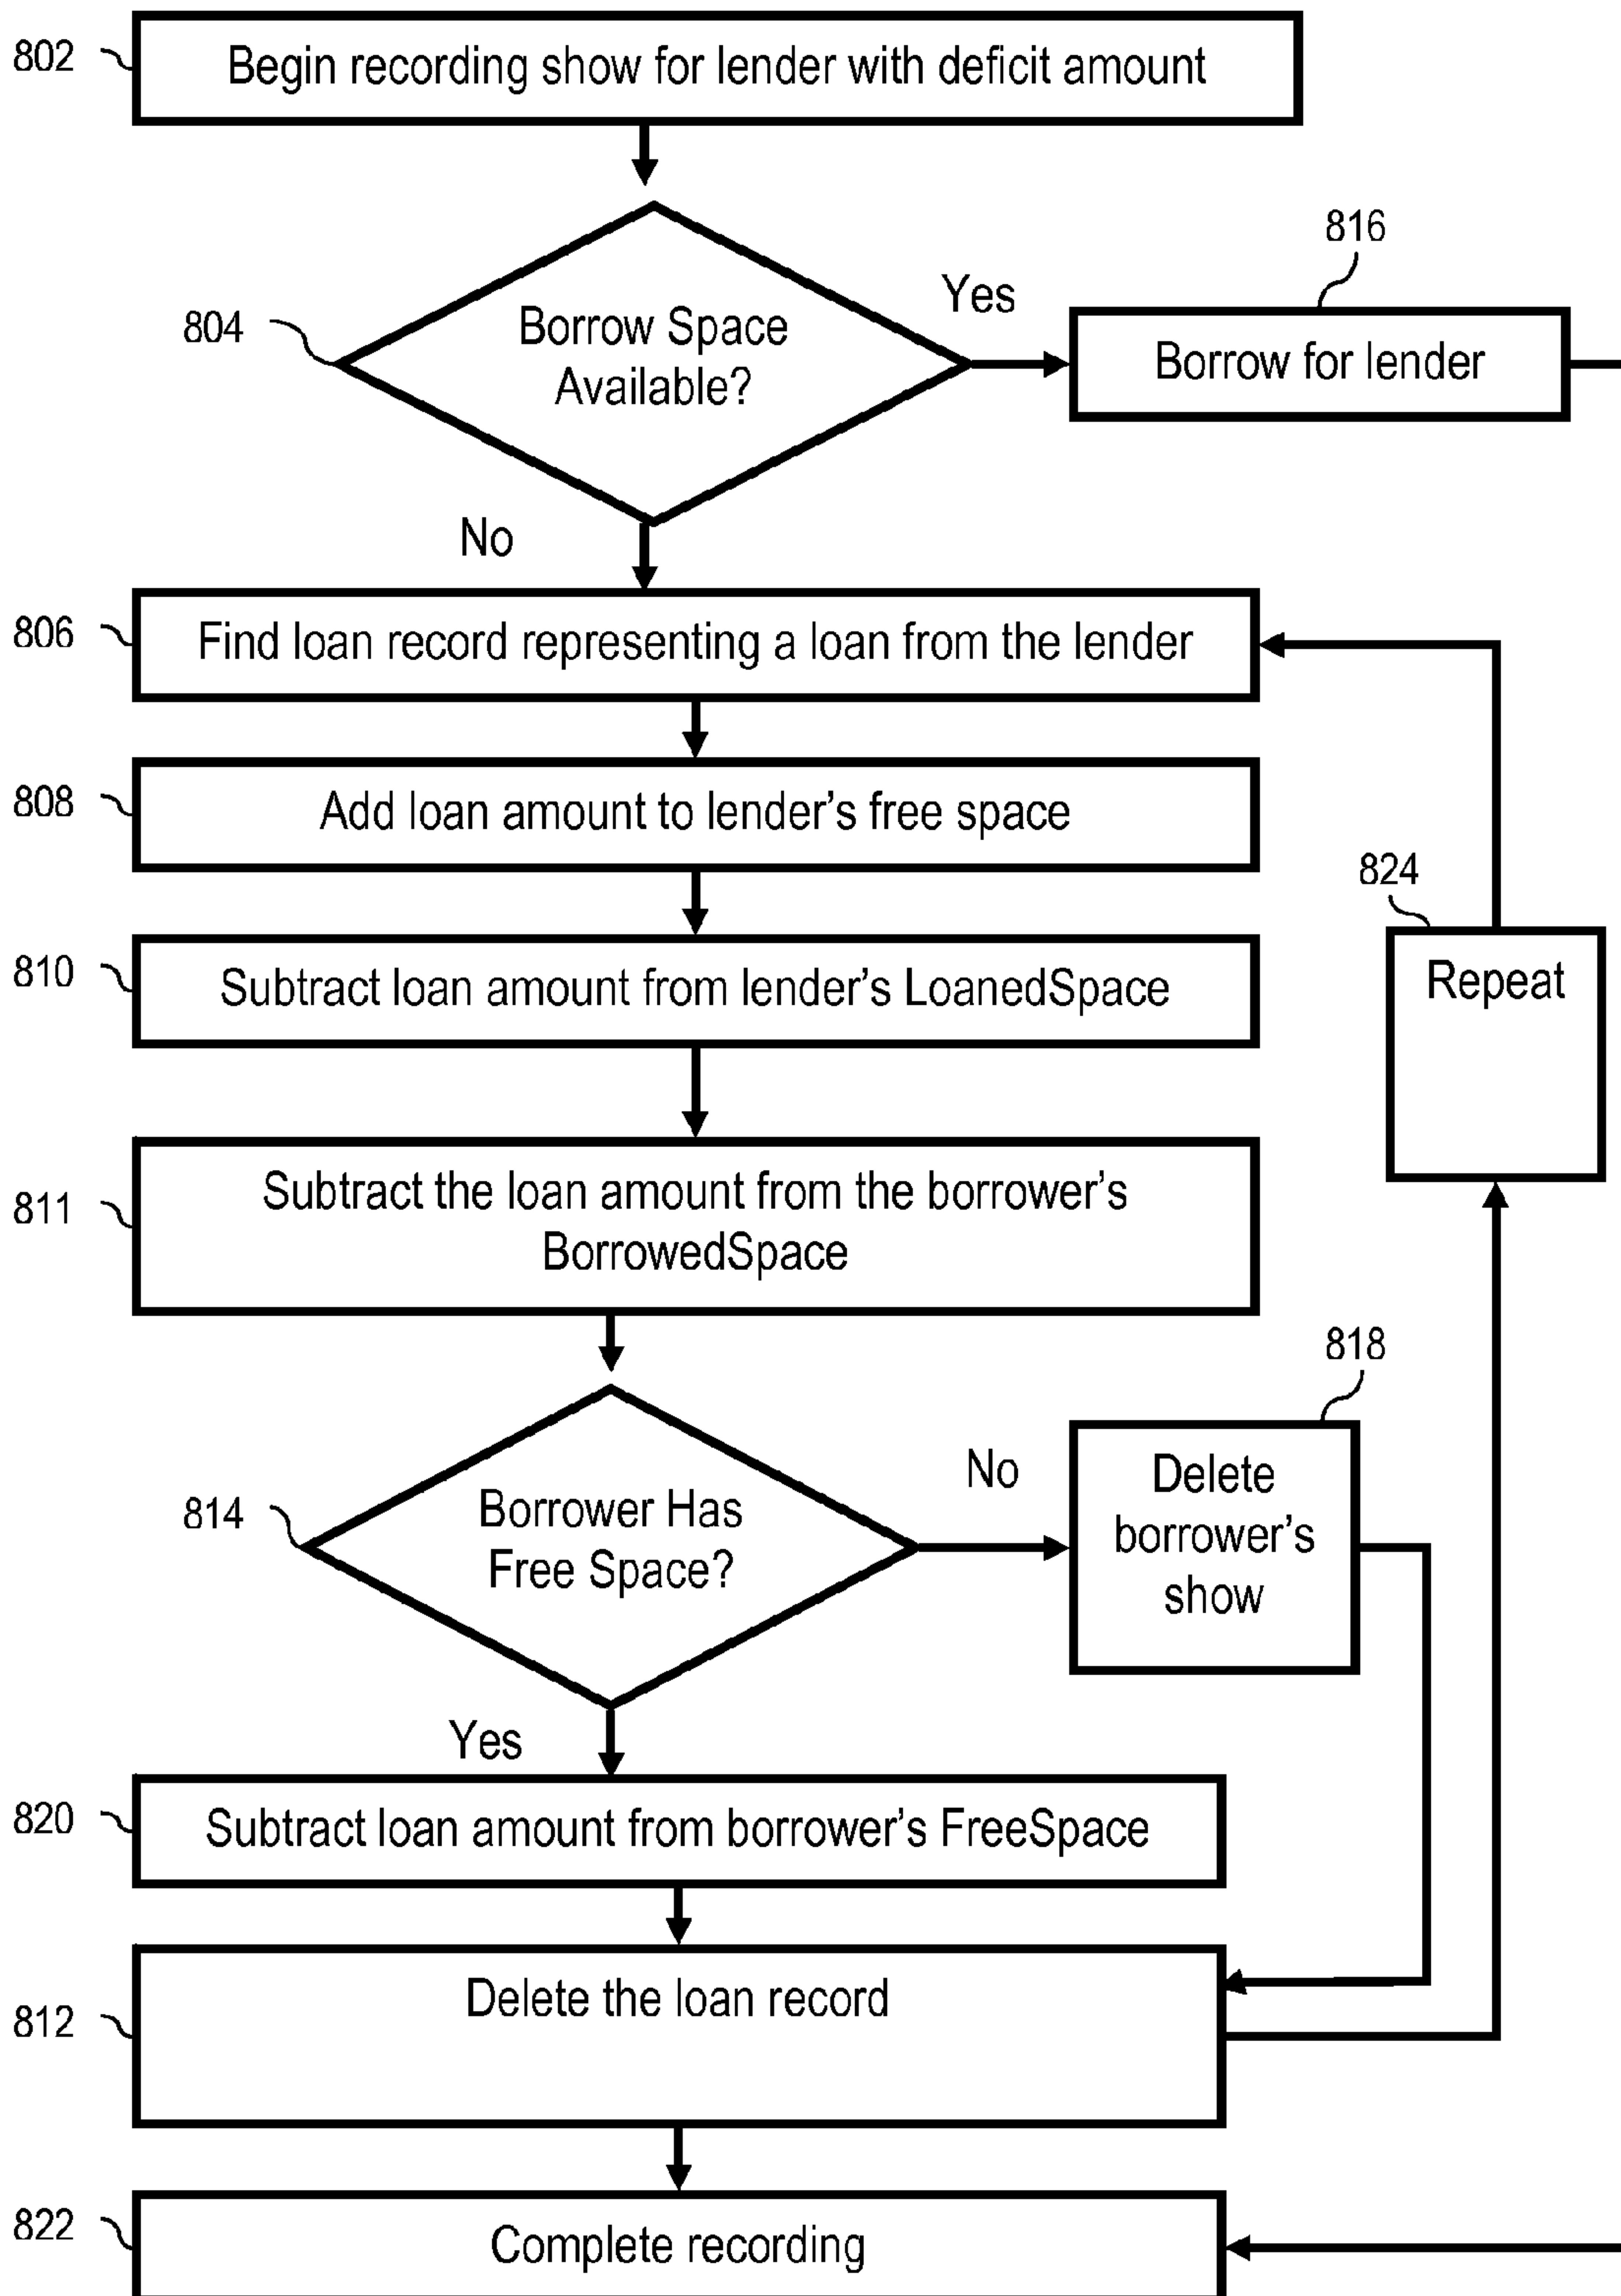 802
Begin recording show for lender with deficit amount
816
804
Borrow Space
Available?
Yes
Borrow for lender
No
806
Find loan record representing a loan from the lender
808
Add loan amount to lender's free space
824
Repeat
810
Subtract loan amount from lender's LoanedSpace
811
Subtract the loan amount from the borrower's
BorrowedSpace
818
814
Borrower Has
Free Space?
No
Delete
borrower's
show
Yes
820
Subtract loan amount from borrower's FreeSpace
812
Delete the loan record
822
Complete recording